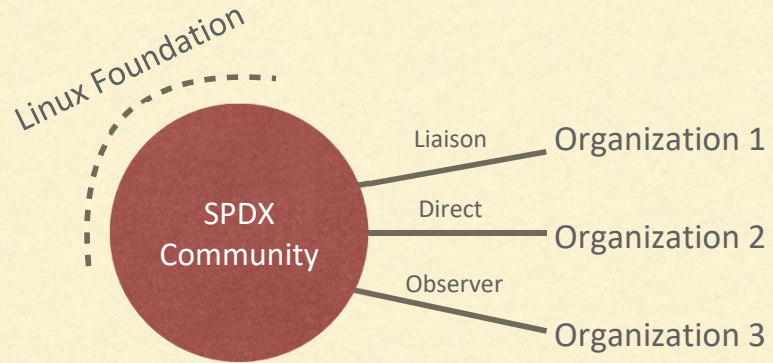 Linux Foundation
Liaison
Organization 1
SPDX
Community
Direct
Organization 2
Observer
Organization 3